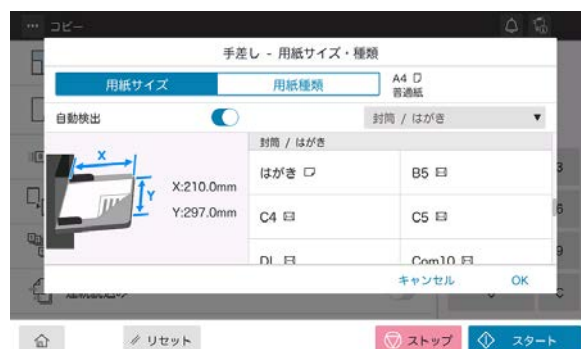 コピー
手差し - 用紙サイズ・種類
用紙サイズ
用紙種類
A4
普通紙
自動検出
封筒 / はがき
封筒 / はがき
X
Y
X:210.0mm
Y:297.0mm
はがき
B5
C4
C5
DL
Com10
キャンセル
OK
3
6
9
C
リセット
ストップ
スタート